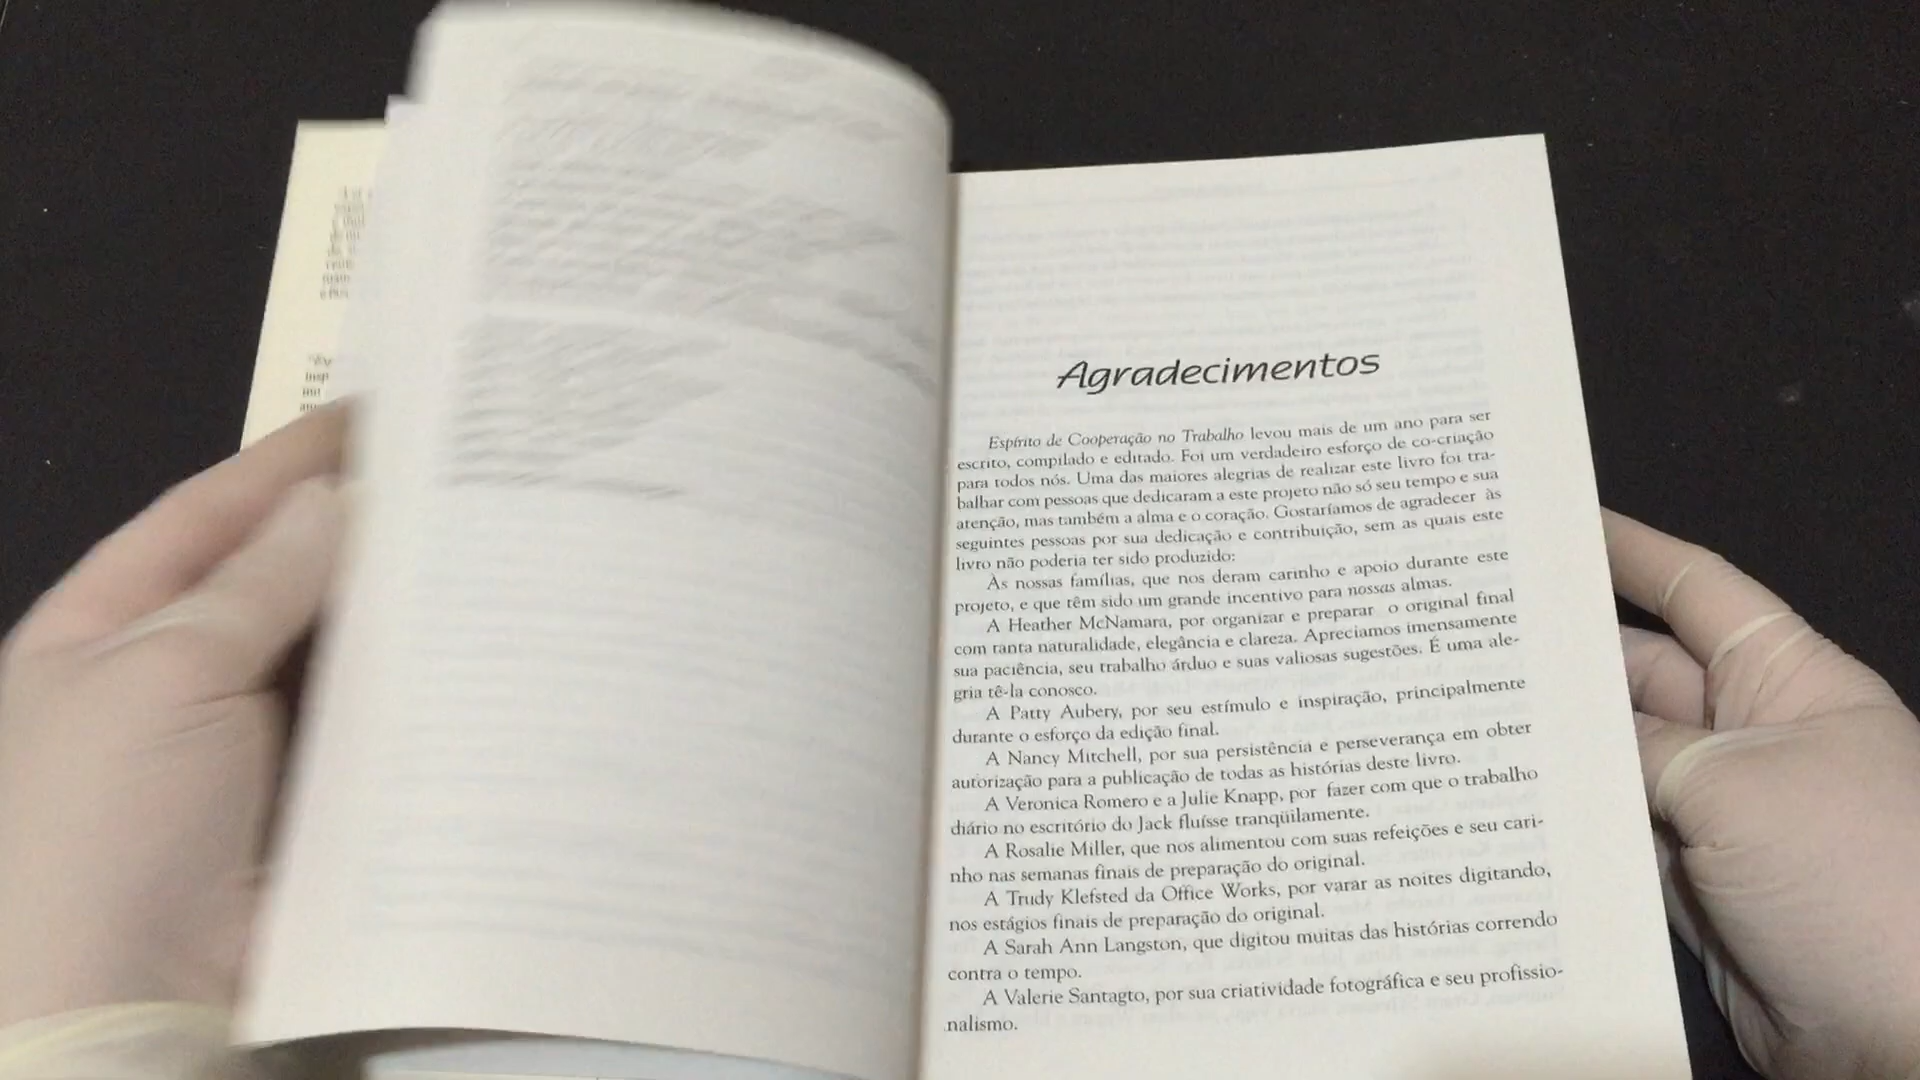 Agradecimentos
Espírito de Cooperação no Trabalho levou mais de um ano para ser
escrito, compilado e editado. Foi um verdadeiro esforço de co-criação
para todos nós. Uma das maiores alegrias de realizar este livro foi tra-
balhar com pessoas que dedicaram a este projeto não só seu tempo e sua
atenção, mas também a alma e o coração. Gostaríamos de agradecer às
seguintes pessoas por sua dedicação e contribuição, sem as quais este
livro não poderia ter sido produzido:
Às nossas famílias, que nos deram carinho e apoio durante este
projeto, e que têm sido um grande incentivo para nossas almas.
A Heather McNamara, por organizar e preparar o original final
com tanta naturalidade, elegância e clareza. Apreciamos imensamente
sua paciência, seu trabalho árduo e suas valiosas sugestões. É uma ale-
gria tê-la conosco.
A Patty Aubery, por seu estímulo e inspiração, principalmente
durante o esforço da edição final.
A Nancy Mitchell, por sua persistência e perseverança em obter
autorização para a publicação de todas as histórias deste livro.
A Veronica Romero e a Julie Knapp, por fazer com que o trabalho
diário no escritório do Jack fluísse tranqüilamente.
A Rosalie Miller, que nos alimentou com suas refeições e seu cari-
nho nas semanas finais de preparação do original.
A Trudy Klefsted da Office Works, por varar as noites digitando,
nos estágios finais de preparação do original.
A Sarah Ann Langston, que digitou muitas das histórias correndo
contra o tempo.
A Valerie Santagto, por sua criatividade fotográfica e seu profissio-
nalismo.